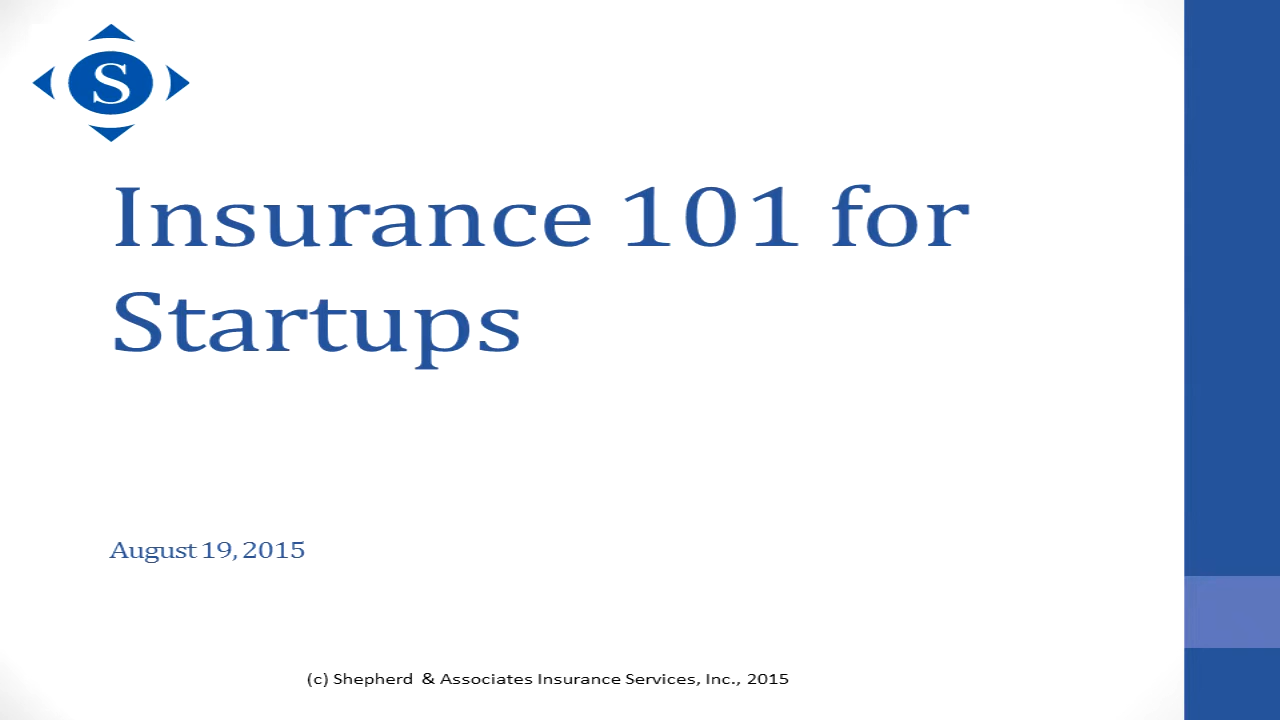 S
Insurance 101 for
Startups
August 19, 2015
(c) Shepherd & Associates Insurance Services, Inc., 2015